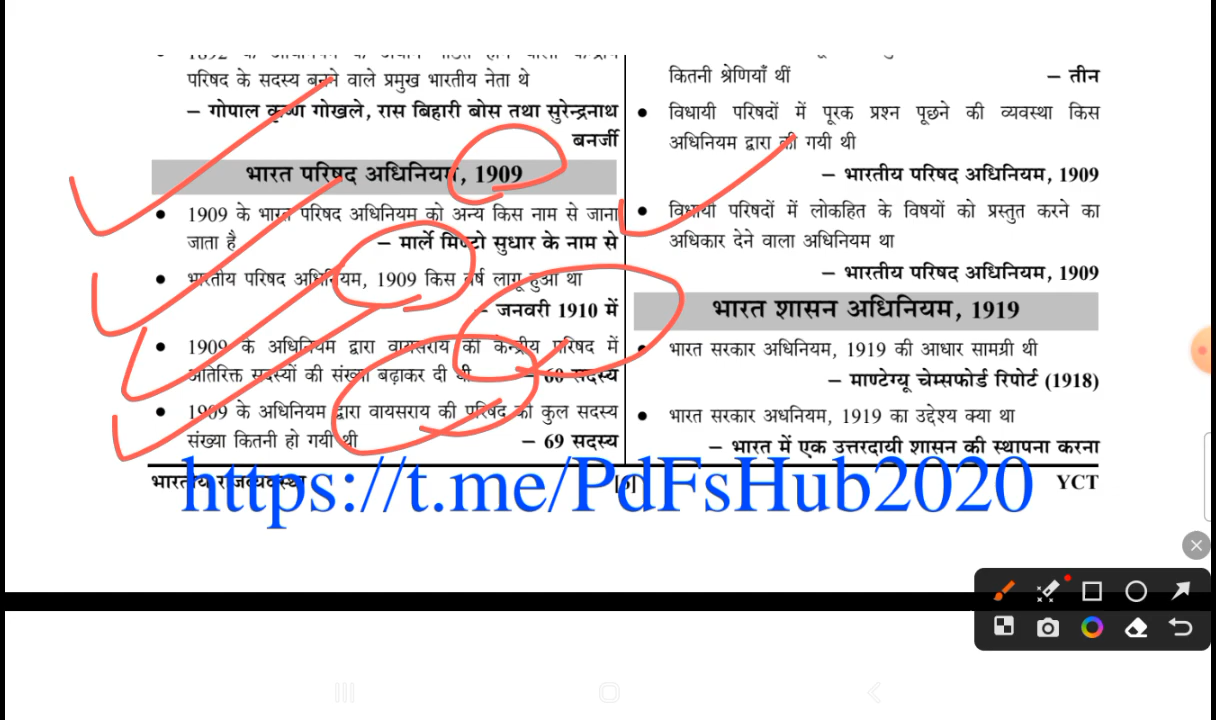 परिषद के सदस्य बनने वाले प्रमुख भारतीय नेता थे
– गोपाल कृष्ण गोखले, रास बिहारी बोस तथा सुरेन्द्रनाथ
बनर्जी
भारत परिषद अधिनियम, 1909
• 1909 के भारत परिषद अधिनियम को अन्य किस नाम से जाना
जाता है – मार्ले मिण्टो सुधार के नाम से
• भारतीय परिषद अधिनियम, 1909 किस वर्ष लागू हुआ था
– जनवरी 1910 में
• 1909 के अधिनियम द्वारा वायसराय की केन्द्रीय परिषद में
अतिरिक्त सदस्यों की संख्या बढ़ाकर दी थी – 60 सदस्य
• 1909 के अधिनियम द्वारा वायसराय की परिषद की कुल सदस्य
संख्या कितनी हो गयी थी – 69 सदस्य
कितनी श्रेणियाँ थीं – तीन
• विधायी परिषदों में पूरक प्रश्न पूछने की व्यवस्था किस
अधिनियम द्वारा की गयी थी
– भारतीय परिषद अधिनियम, 1909
• विधायी परिषदों में लोकहित के विषयों को प्रस्तुत करने का
अधिकार देने वाला अधिनियम था
– भारतीय परिषद अधिनियम, 1909
भारत शासन अधिनियम, 1919
• भारत सरकार अधिनियम, 1919 की आधार सामग्री थी
– माण्टेग्यू चेम्सफोर्ड रिपोर्ट (1918)
• भारत सरकार अधनियम, 1919 का उद्देश्य क्या था
– भारत में एक उत्तरदायी शासन की स्थापना करना
भारतीय राजव्यवस्था YCT
https://t.me/PdFsHub2020